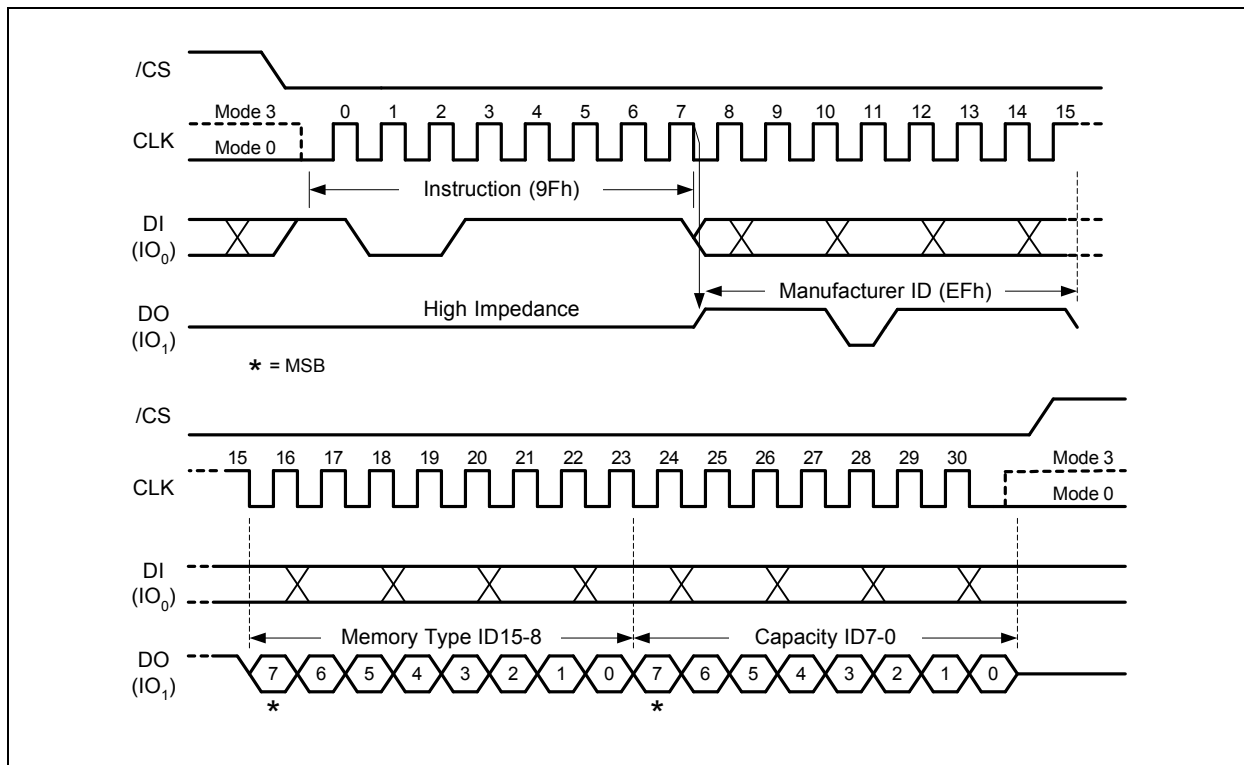 /CS
Mode 3 0 1 2 3 4 5 6 7 8 9 10 11 12 13 14 15
CLK
Mode 0
Instruction (9Fh)
DI
(IO0)
Manufacturer ID (EFh)
High Impedance
DO
(IO1)
* = MSB
/CS
15 16 17 18 19 20 21 22 23 24 25 26 27 28 29 30 Mode 3
CLK
Mode 0
DI
(IO0)
Memory Type ID15-8 Capacity ID7-0
DO
7 6 5 4 3 2 1 0 7 6 5 4 3 2 1 0
(IO1)
* *